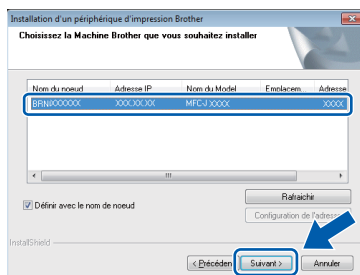 Installation d'un périphérique d'impression Brother
Choisissez la Machine Brother que vous souhaitez installer
Nom du noeud Adresse IP Nom du Model Emplacem. Adresse
BRNXXXXXX XXX.XX.XX MFC-J XXXX XXXX
Définir avec le nom de noeud
Rafraichir
Configuration de l'adresse
InstallShield
< Précéden Suivant > Annuler